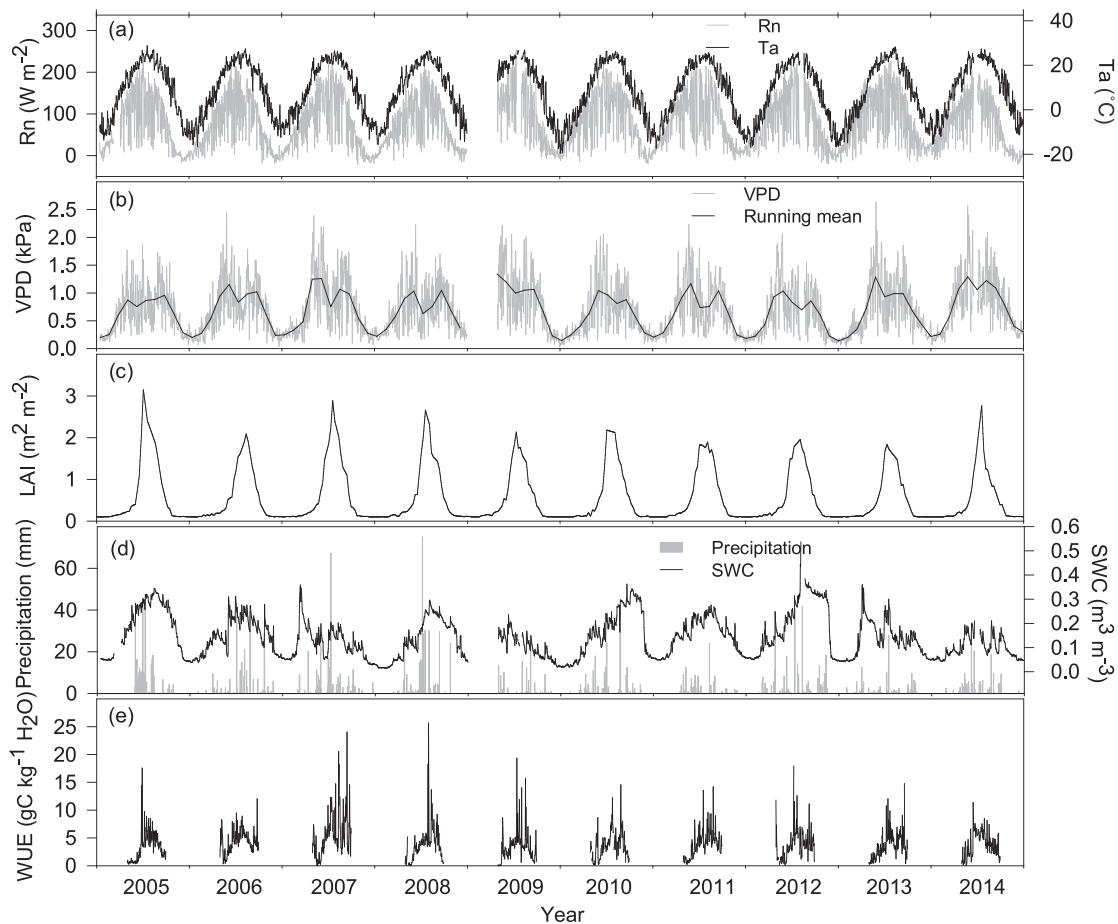 (a)
Rn
Ta
300
200
100
0
Rn (W m-2)
40
20
0
-20
Ta (°C)
(b)
VPD
Running mean
2.5
2.0
1.5
1.0
0.5
0.0
VPD (kPa)
(c)
3
2
1
0
LAI (m2 m-2)
(d)
Precipitation
SWC
60
40
20
0
Precipitation (mm)
0.6
0.5
0.4
0.3
0.2
0.1
0.0
SWC (m3 m-3)
(e)
25
20
15
10
5
0
WUE (gC kg-1 H2O)
2005 2006 2007 2008 2009 2010 2011 2012 2013 2014
Year